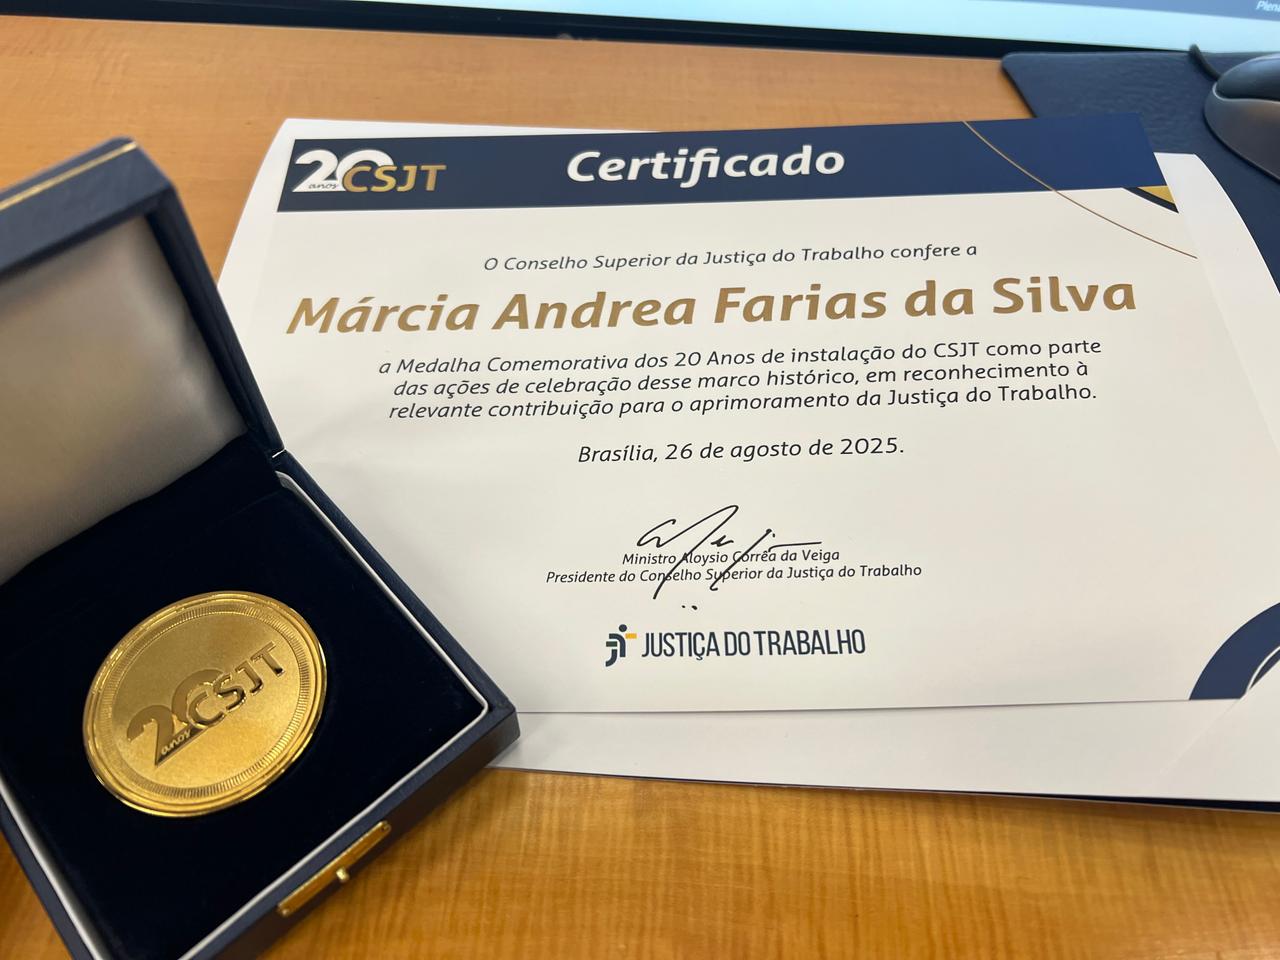 Plen
20 anos CSJT
Certificado
O Conselho Superior da Justiça do Trabalho confere a
Márcia Andrea Farias da Silva
a Medalha Comemorativa dos 20 Anos de instalação do CSJT como parte
das ações de celebração desse marco histórico, em reconhecimento à
relevante contribuição para o aprimoramento da Justiça do Trabalho.
Brasília, 26 de agosto de 2025.
Ministro Aloysio Corrêa da Veiga
Presidente do Conselho Superior da Justiça do Trabalho
JUSTIÇA DO TRABALHO
20 anos CSJT